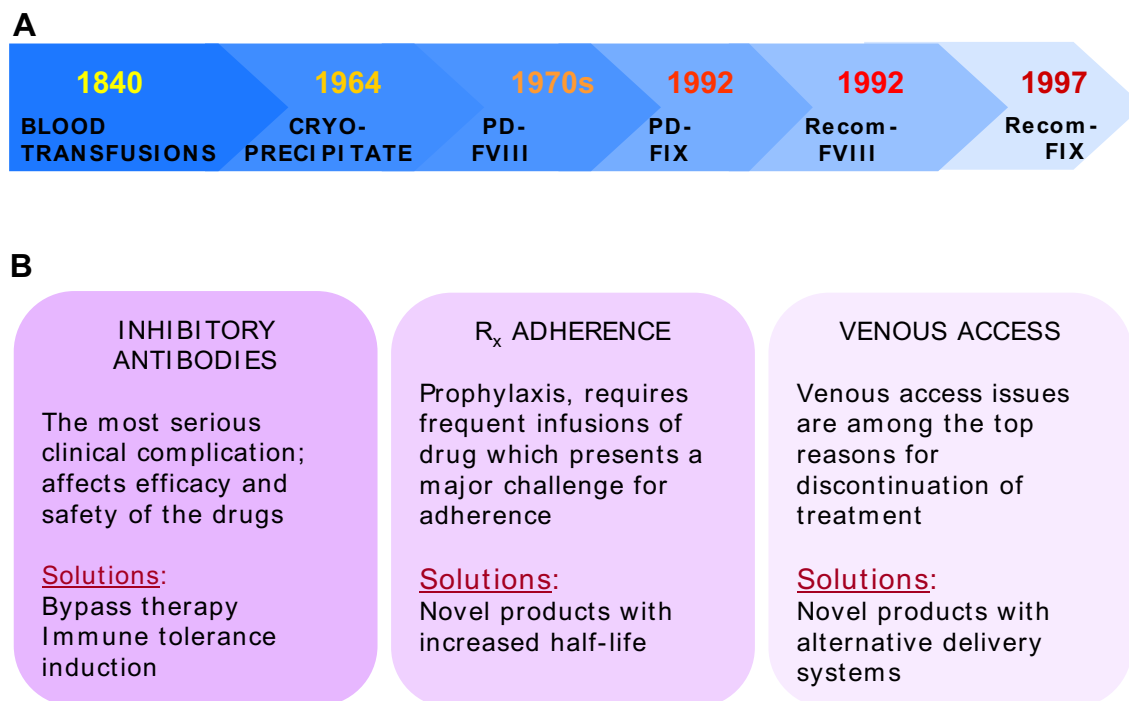 A
1840
BLOOD
TRANSFUSIONS
1964
CRYO-
PRECIPITATE
1970s
PD-
FVIII
1992
PD-
FIX
1992
Recom-
FVIII
1997
Recom-
FIX
B
INHIBITORY
ANTIBODIES
The most serious
clinical complication;
affects efficacy and
safety of the drugs
Solutions:
Bypass therapy
Immune tolerance
induction
Rx ADHERENCE
Prophylaxis, requires
frequent infusions of
drug which presents a
major challenge for
adherence
Solutions:
Novel products with
increased half-life
VENOUS ACCESS
Venous access issues
are among the top
reasons for
discontinuation of
treatment
Solutions:
Novel products with
alternative delivery
systems